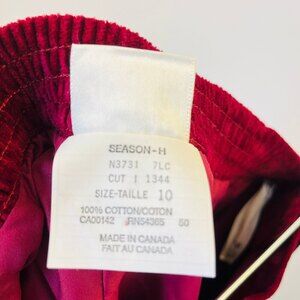 SEASON-H
N3731 7LC
CUT 1 1344
SIZE-TAILLE 10
100% COTTON/COTON
CA00142 RN54365 50
MADE IN CANADA
FAIT AU CANADA